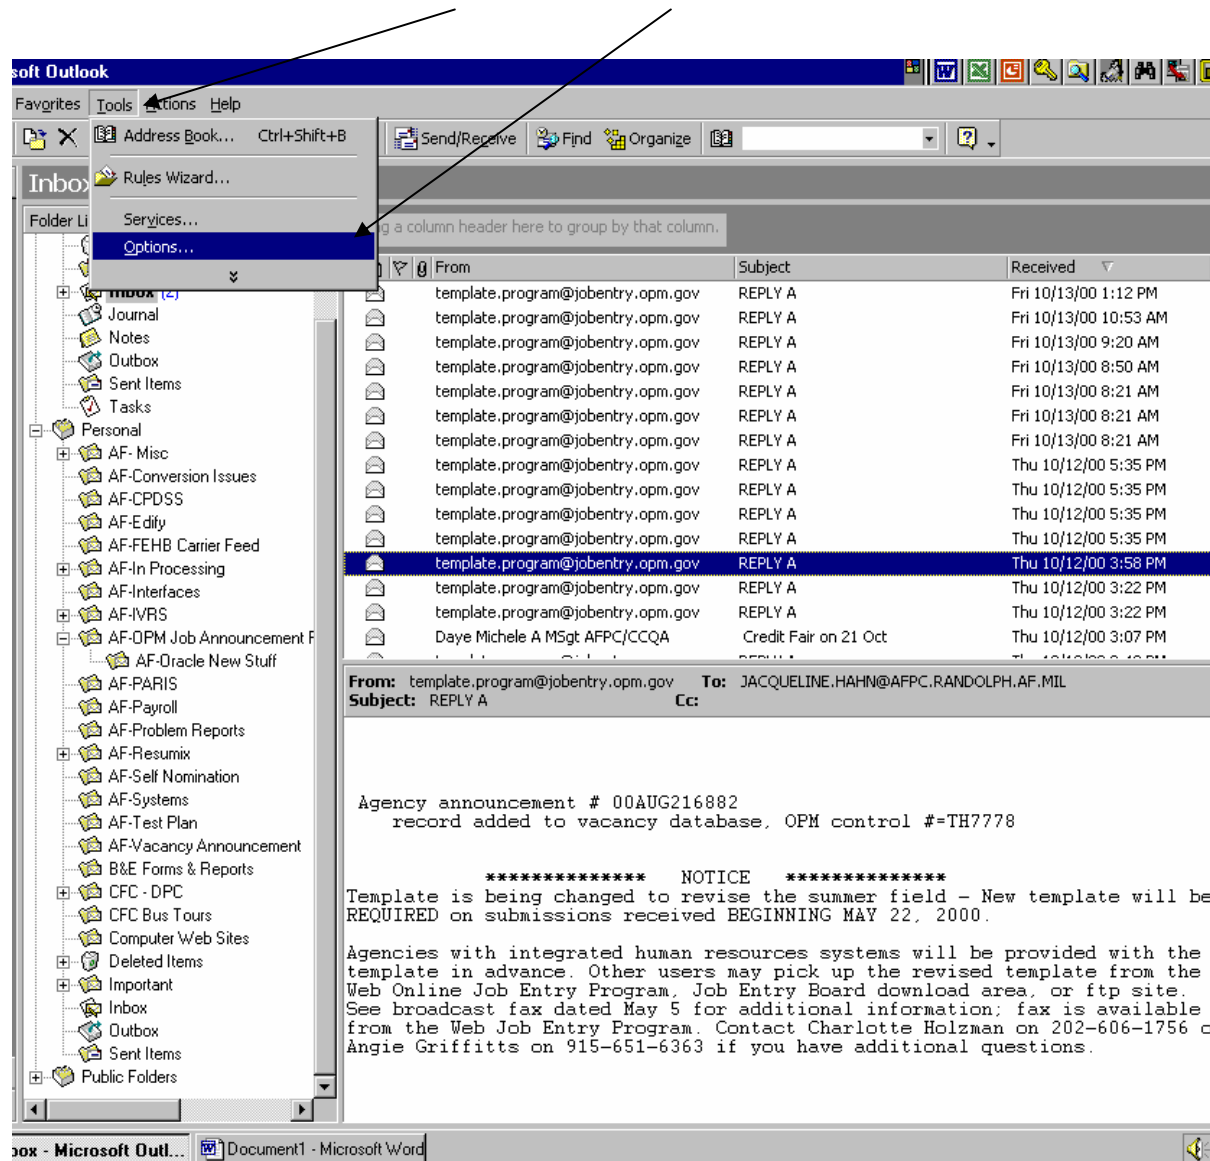 soft Outlook
Favorites Tools Actions Help
Address Book... Ctrl+Shift+B
Send/Receive Find Organize
Rules Wizard...
Services...
Options...
Inbox
Folder Li
a column header here to group by that column.
From Subject Received
Inbox (2)
Journal
Notes
Outbox
Sent Items
Tasks
Personal
AF- Misc
AF-Conversion Issues
AF-CPDSS
AF-Edify
AF-FEHB Carrier Feed
AF-In Processing
AF-Interfaces
AF-IVRS
AF-OPM Job Announcement F
AF-Oracle New Stuff
AF-PARIS
AF-Payroll
AF-Problem Reports
AF-Resumix
AF-Self Nomination
AF-Systems
AF-Test Plan
AF-Vacancy Announcement
B&E Forms & Reports
CFC - DPC
CFC Bus Tours
Computer Web Sites
Deleted Items
Important
Inbox
Outbox
Sent Items
Public Folders
template.program@jobentry.opm.gov REPLY A Fri 10/13/00 1:12 PM
template.program@jobentry.opm.gov REPLY A Fri 10/13/00 10:53 AM
template.program@jobentry.opm.gov REPLY A Fri 10/13/00 9:20 AM
template.program@jobentry.opm.gov REPLY A Fri 10/13/00 8:50 AM
template.program@jobentry.opm.gov REPLY A Fri 10/13/00 8:21 AM
template.program@jobentry.opm.gov REPLY A Fri 10/13/00 8:21 AM
template.program@jobentry.opm.gov REPLY A Fri 10/13/00 8:21 AM
template.program@jobentry.opm.gov REPLY A Thu 10/12/00 5:35 PM
template.program@jobentry.opm.gov REPLY A Thu 10/12/00 5:35 PM
template.program@jobentry.opm.gov REPLY A Thu 10/12/00 5:35 PM
template.program@jobentry.opm.gov REPLY A Thu 10/12/00 5:35 PM
template.program@jobentry.opm.gov REPLY A Thu 10/12/00 3:58 PM
template.program@jobentry.opm.gov REPLY A Thu 10/12/00 3:22 PM
template.program@jobentry.opm.gov REPLY A Thu 10/12/00 3:22 PM
Daye Michele A MSgt AFPC/CCQA Credit Fair on 21 Oct Thu 10/12/00 3:07 PM
From: template.program@jobentry.opm.gov To: JACQUELINE.HAHN@AFPC.RANDOLPH.AF.MIL
Subject: REPLY A Cc:
Agency announcement # 00AUG216882
record added to vacancy database, OPM control #=TH7778
************** NOTICE **************
Template is being changed to revise the summer field - New template will be
REQUIRED on submissions received BEGINNING MAY 22, 2000.
Agencies with integrated human resources systems will be provided with the
template in advance. Other users may pick up the revised template from the
Web Online Job Entry Program, Job Entry Board download area, or ftp site.
See broadcast fax dated May 5 for additional information; fax is available
from the Web Job Entry Program. Contact Charlotte Holzman on 202-606-1756 o
Angie Griffitts on 915-651-6363 if you have additional questions.
box - Microsoft Outl... Document1 - Microsoft Word